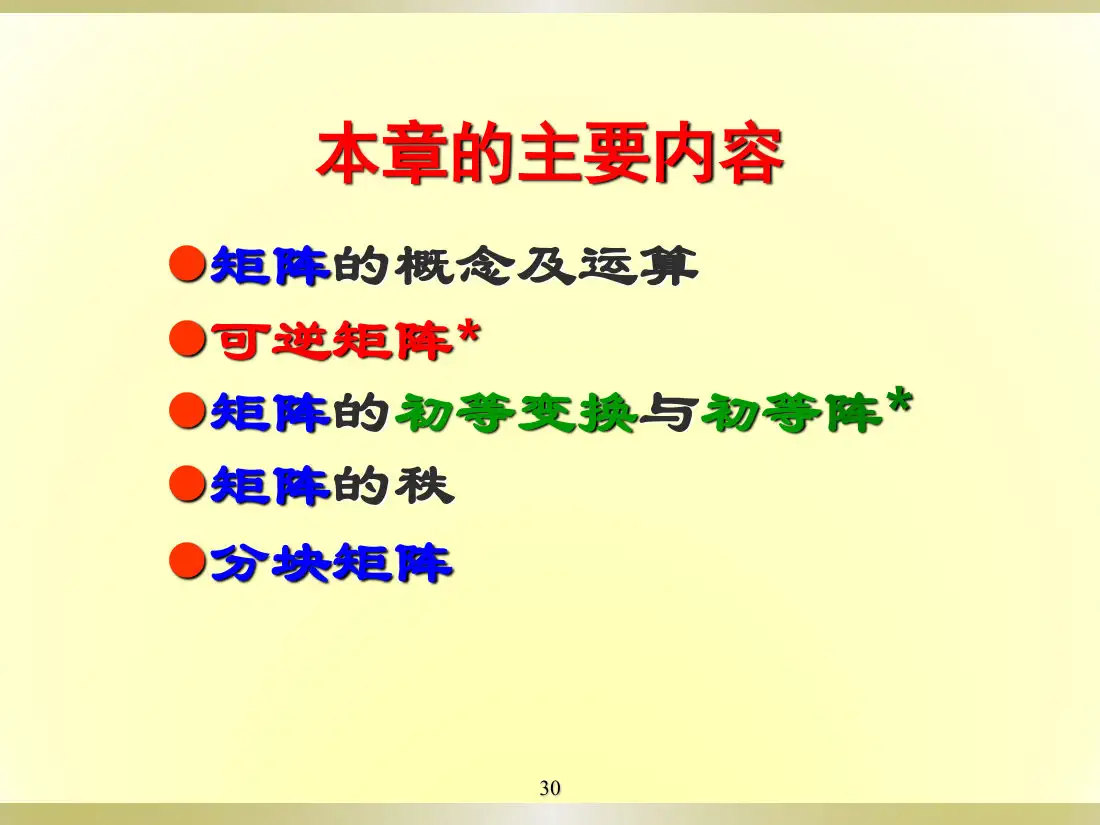 本章的主要内容
●矩阵的概念及运算
●可逆矩阵*
●矩阵的初等变换与初等阵*
●矩阵的秩
●分块矩阵
30